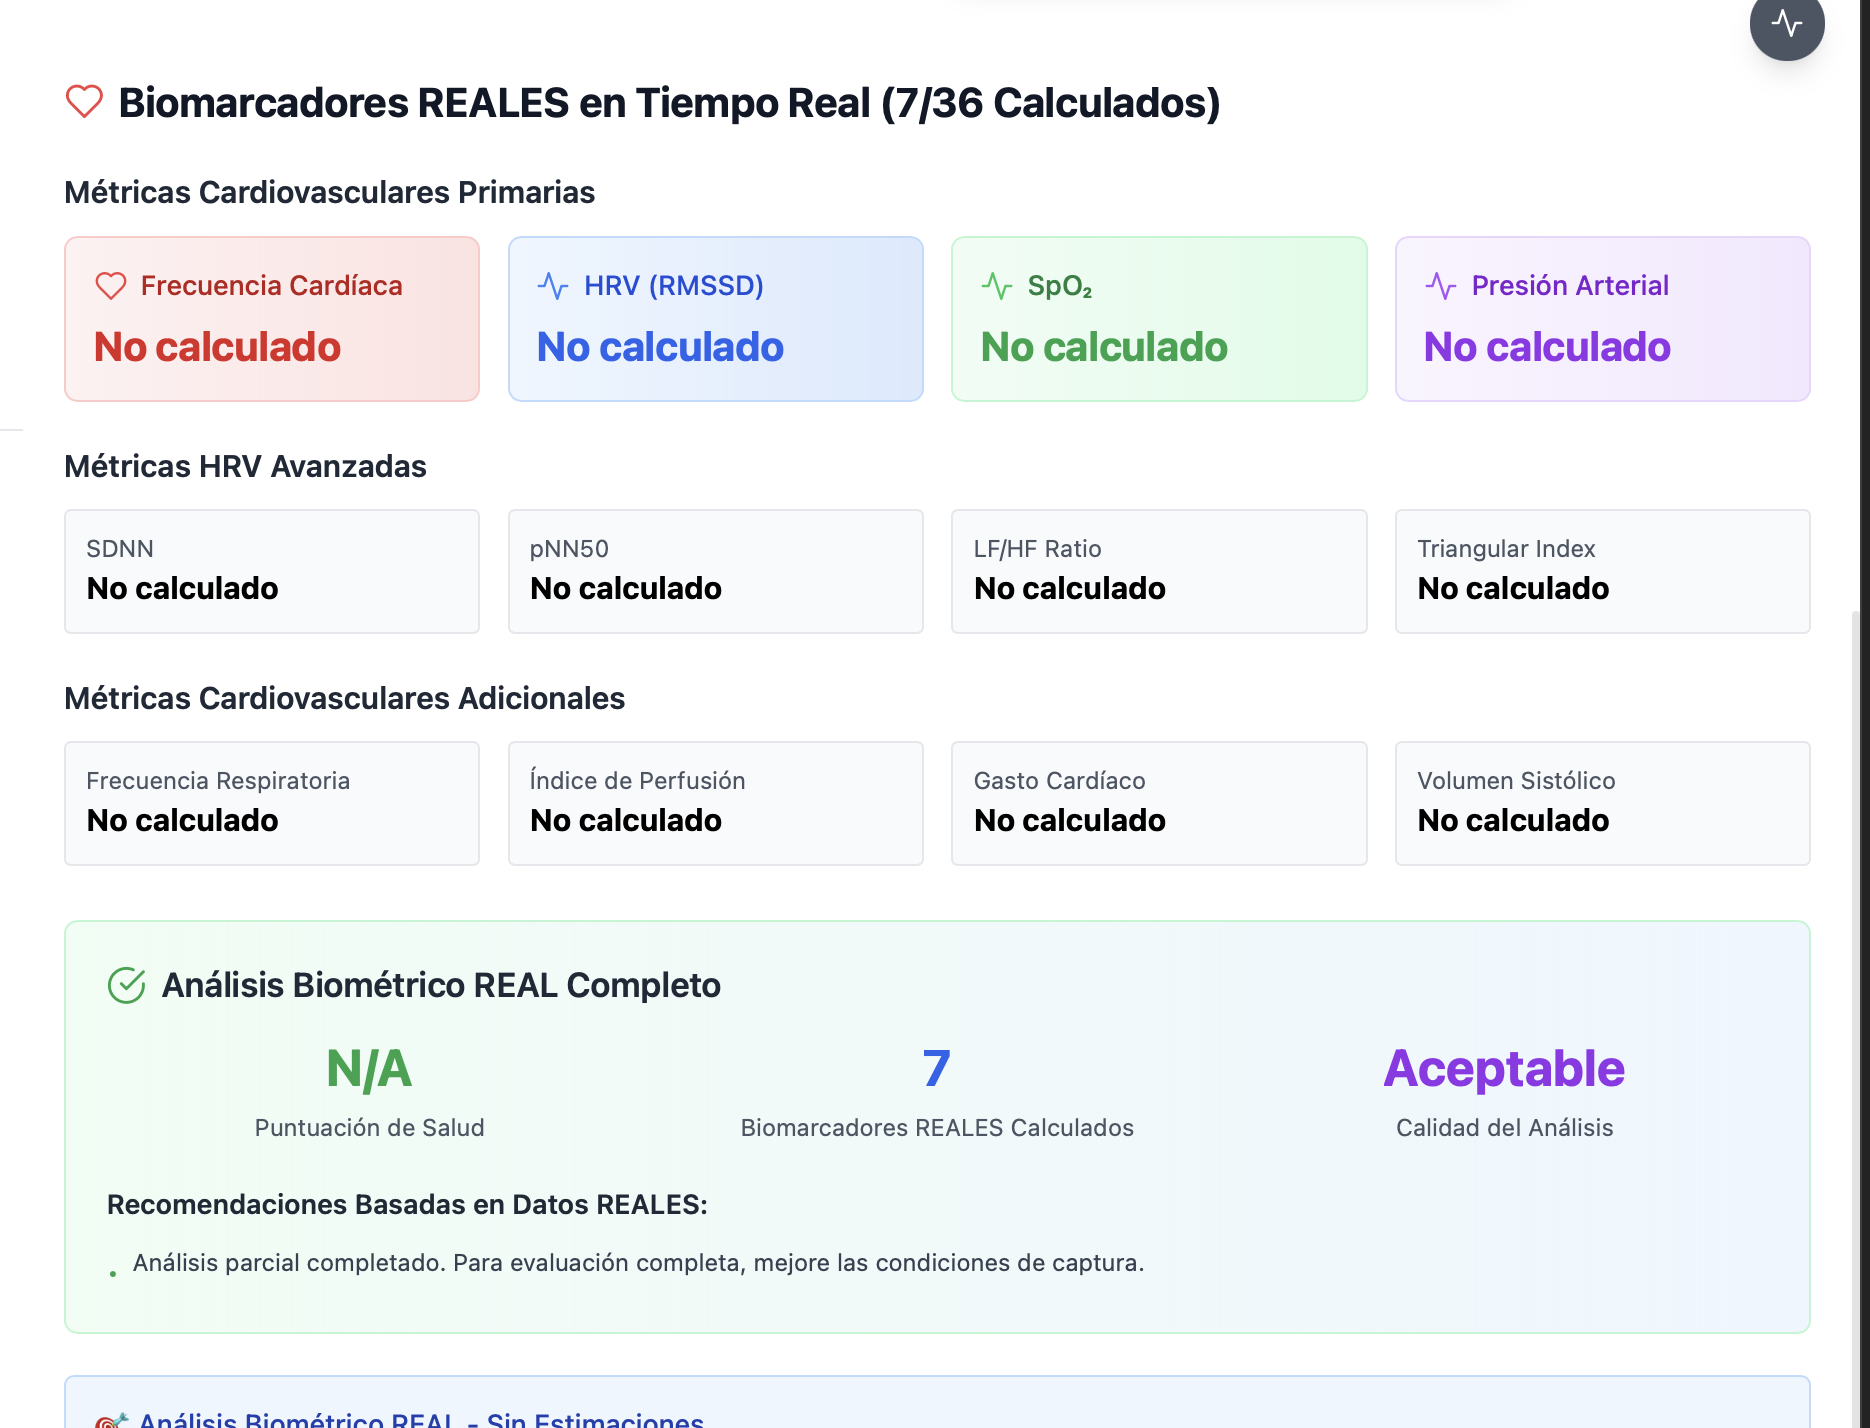 Biomarcadores REALES en Tiempo Real (7/36 Calculados)
Métricas Cardiovasculares Primarias
Frecuencia Cardíaca
No calculado
HRV (RMSSD)
No calculado
SpO₂
No calculado
Presión Arterial
No calculado
Métricas HRV Avanzadas
SDNN
No calculado
pNN50
No calculado
LF/HF Ratio
No calculado
Triangular Index
No calculado
Métricas Cardiovasculares Adicionales
Frecuencia Respiratoria
No calculado
Índice de Perfusión
No calculado
Gasto Cardíaco
No calculado
Volumen Sistólico
No calculado
Análisis Biométrico REAL Completo
N/A
Puntuación de Salud
7
Biomarcadores REALES Calculados
Aceptable
Calidad del Análisis
Recomendaciones Basadas en Datos REALES:
• Análisis parcial completado. Para evaluación completa, mejore las condiciones de captura.
Análisis Biométrico REAL - Sin Estimaciones